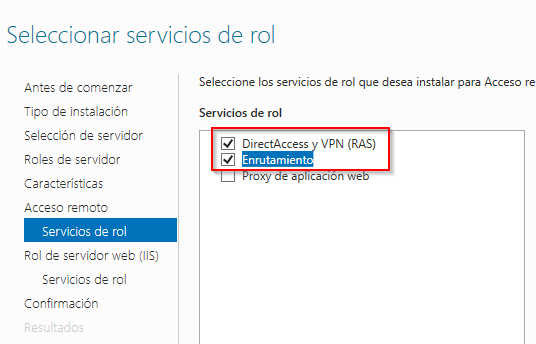 Seleccionar servicios de rol
Antes de comenzar
Tipo de instalación
Selección de servidor
Roles de servidor
Características
Acceso remoto
Servicios de rol
Rol de servidor web (IIS)
Servicios de rol
Confirmación
Resultados
Seleccione los servicios de rol que desea instalar para Acceso re
Servicios de rol
DirectAccess y VPN (RAS)
Enrutamiento
Proxy de aplicación web